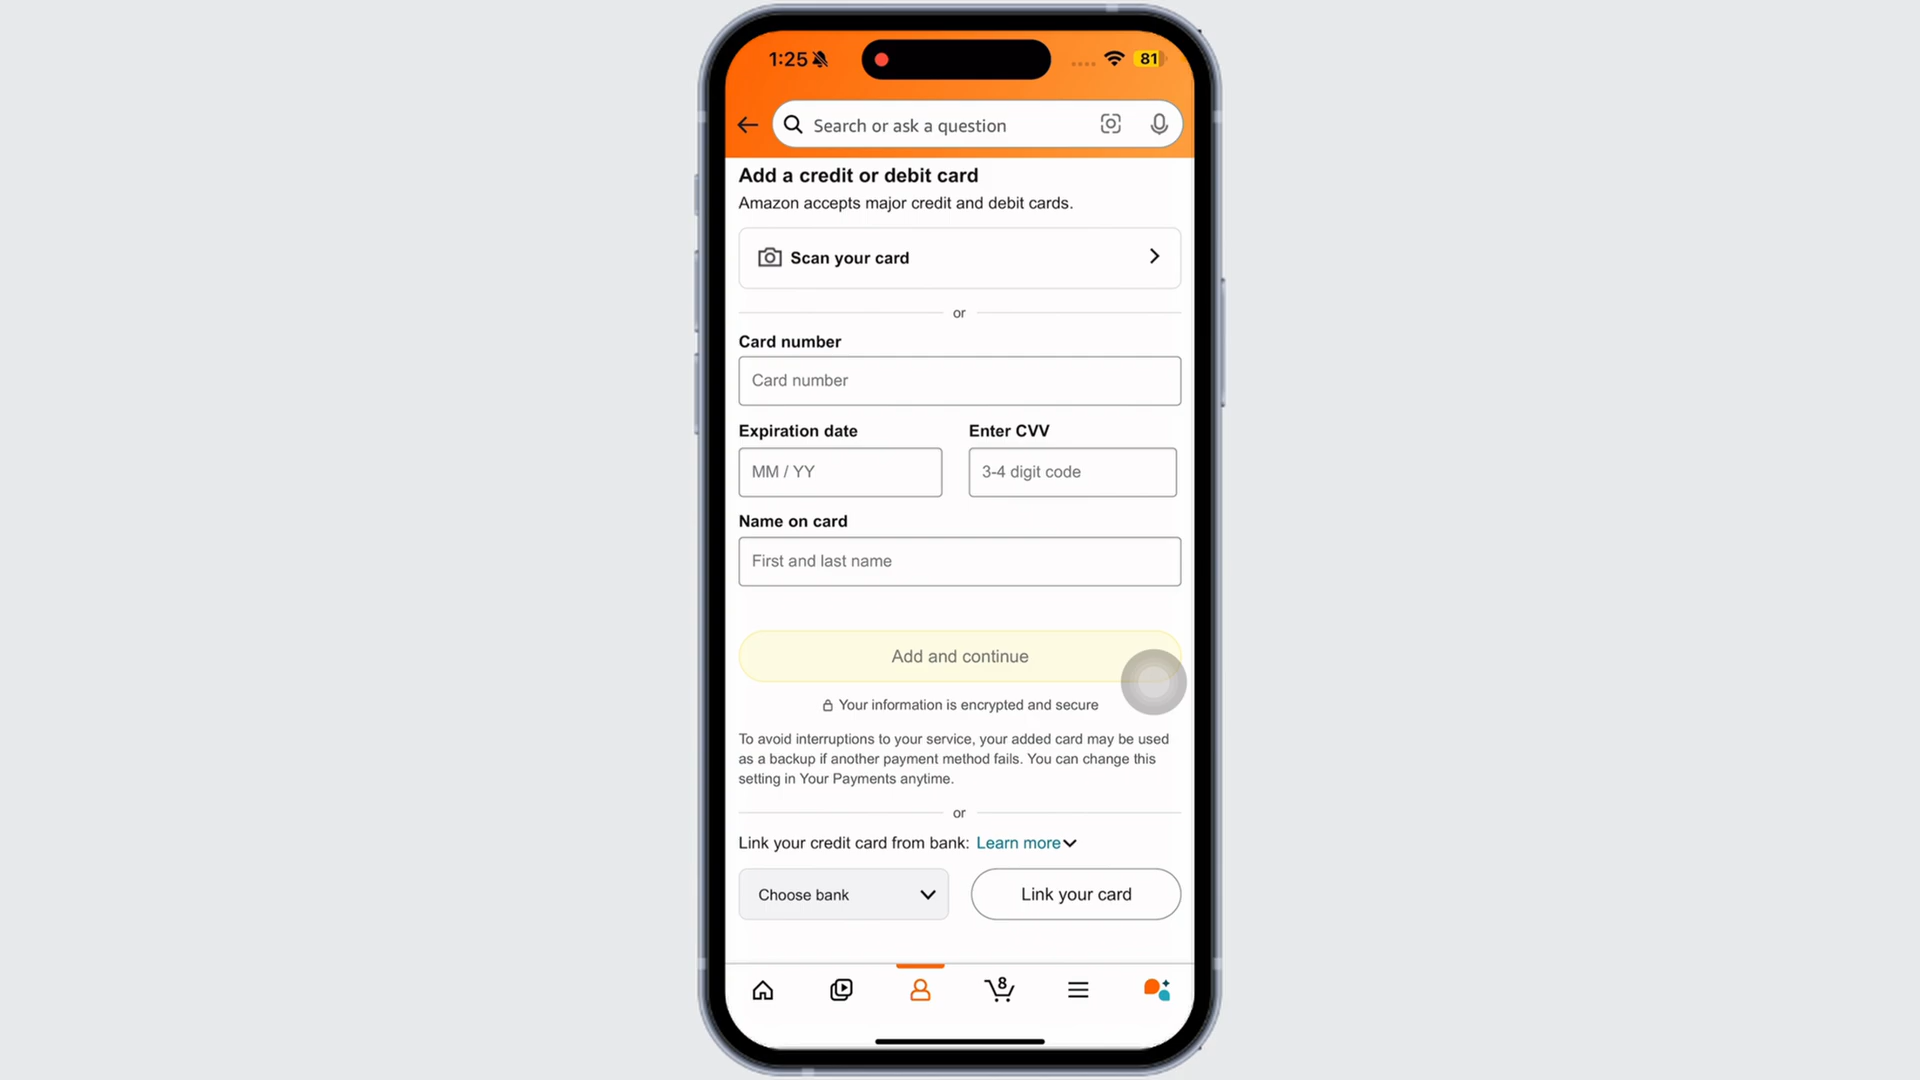 1:25
81
Search or ask a question
Add a credit or debit card
Amazon accepts major credit and debit cards.
Scan your card
or
Card number
Card number
Expiration date Enter CVV
MM / YY 3-4 digit code
Name on card
First and last name
Add and continue
Your information is encrypted and secure
To avoid interruptions to your service, your added card may be used
as a backup if another payment method fails. You can change this
setting in Your Payments anytime.
or
Link your credit card from bank: Learn more
Choose bank Link your card
8